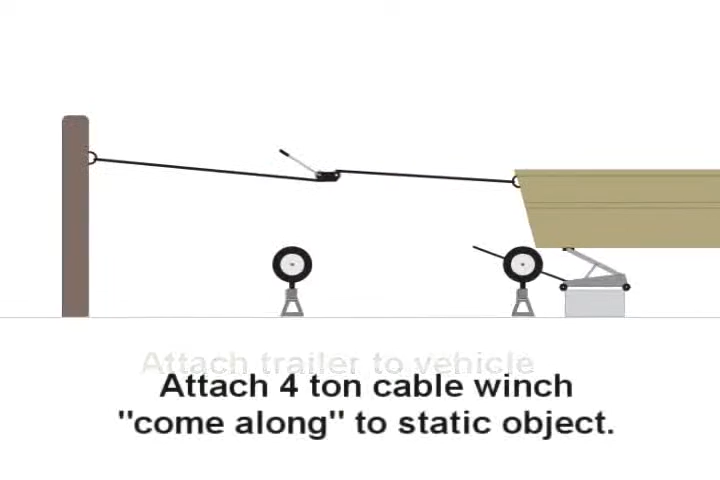 Attach trailer to vehicle
Attach 4 ton cable winch
"come along" to static object.